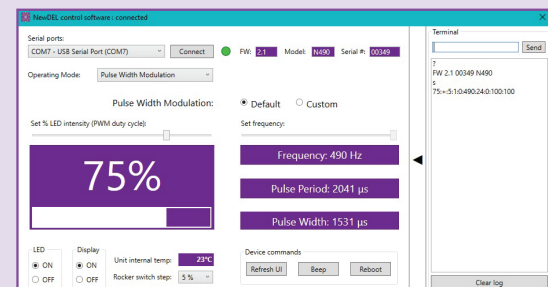 NewDEL control software : connected
Serial ports:
COM7 - USB Serial Port (COM7)
Connect
FW: 2.1 Model: N490 Serial #: 00349
Operating Mode: Pulse Width Modulation
Pulse Width Modulation: Default Custom
Set % LED intensity (PWM duty cycle):
75%
Set frequency:
Frequency: 490 Hz
Pulse Period: 2041 µs
Pulse Width: 1531 µs
LED
ON
OFF
Display
ON
OFF
Unit internal temp: 23°C
Rocker switch step: 5 %
Device commands
Refresh UI Beep Reboot
Terminal
Send
?
FW 2.1 00349 N490
s
75:+:5:1:0:490:24:0:100:100
Clear log